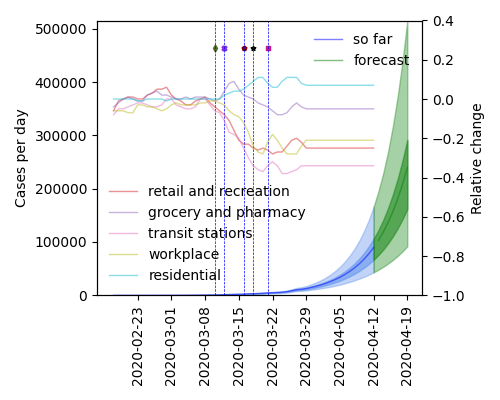 500000
400000
300000
200000
100000
0
Cases per day
0.4
0.2
0.0
−0.2
−0.4
−0.6
−0.8
−1.0
Relative change
so far
forecast
retail and recreation
grocery and pharmacy
transit stations
workplace
residential
2020-02-23
2020-03-01
2020-03-08
2020-03-15
2020-03-22
2020-03-29
2020-04-05
2020-04-12
2020-04-19